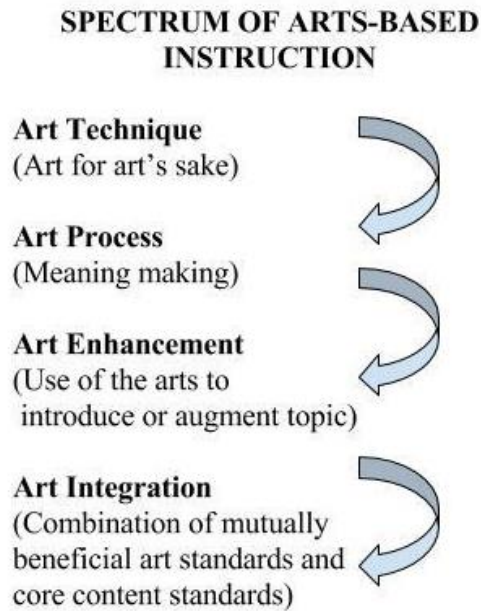 SPECTRUM OF ARTS-BASED
INSTRUCTION
Art Technique
(Art for art's sake)
Art Process
(Meaning making)
Art Enhancement
(Use of the arts to
introduce or augment topic)
Art Integration
(Combination of mutually
beneficial art standards and
core content standards)